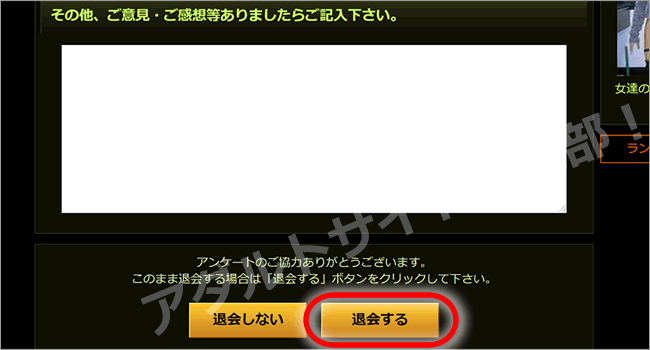 その他、ご意見・ご感想等ありましたらご記入下さい。
女達の
ラン
アダルトサイト
部!
アンケートのご協力ありがとうございます。
このまま退会する場合は「退会する」ボタンをクリックして下さい。
退会しない
退会する